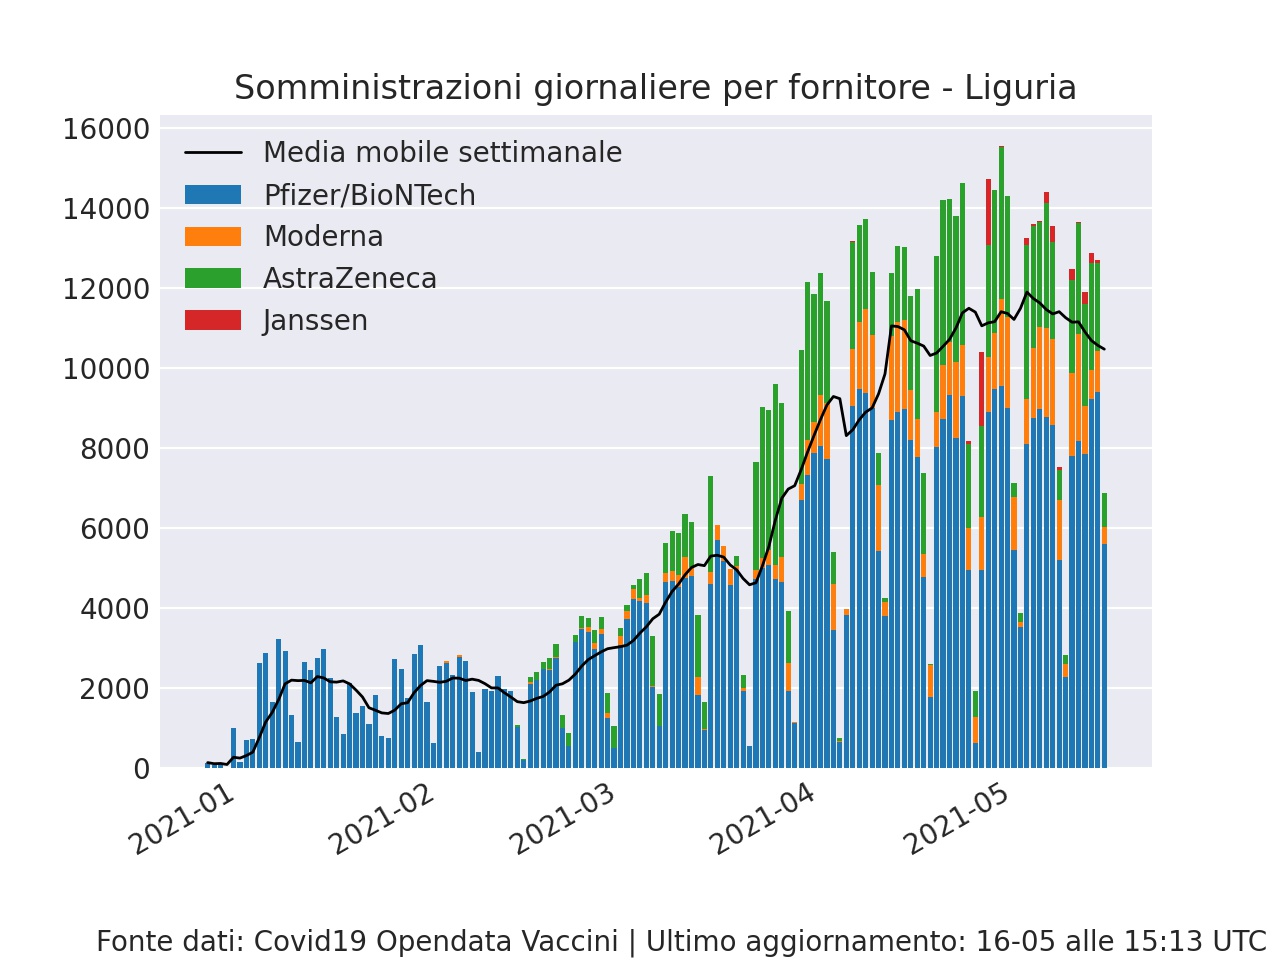 Somministrazioni giornaliere per fornitore - Liguria
16000
14000
12000
10000
8000
6000
4000
2000
0
Media mobile settimanale
Pfizer/BioNTech
Moderna
AstraZeneca
Janssen
2021-01
2021-02
2021-03
2021-04
2021-05
Fonte dati: Covid19 Opendata Vaccini | Ultimo aggiornamento: 16-05 alle 15:13 UTC